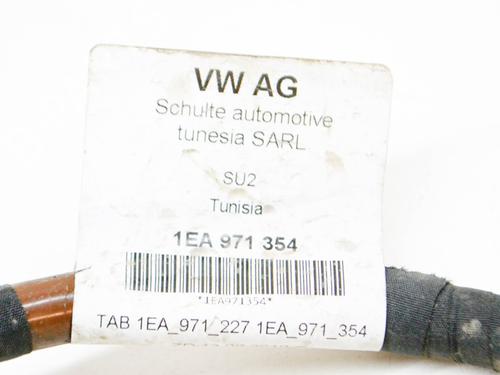 VW AG
Schulte automotive
tunesia SARL
SU2
Tunisia
1EA 971 354
*1EA971354*
TAB 1EA_971_227 1EA_971_354